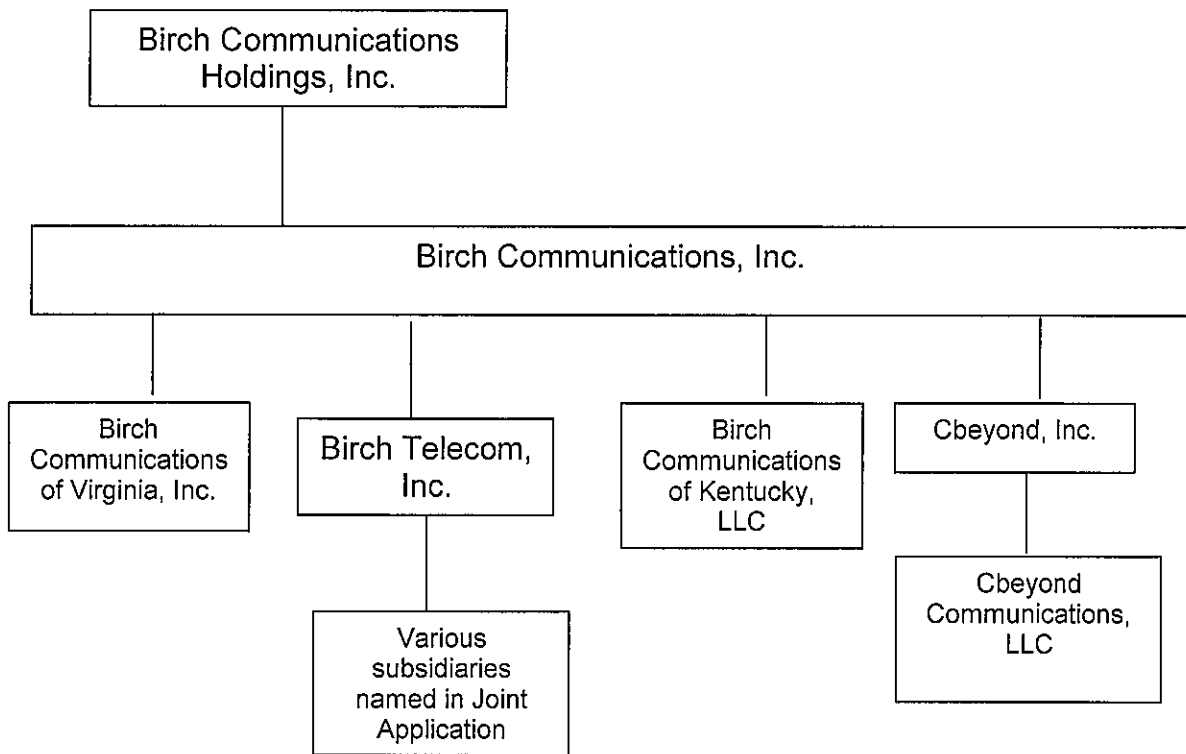 Birch Communications
Holdings, Inc.
Birch Communications, Inc.
Birch
Communications
of Virginia, Inc.
Birch Telecom,
Inc.
Birch
Communications
of Kentucky,
LLC
Cbeyond, Inc.
Various
subsidiaries
named in Joint
Application
Cbeyond
Communications,
LLC